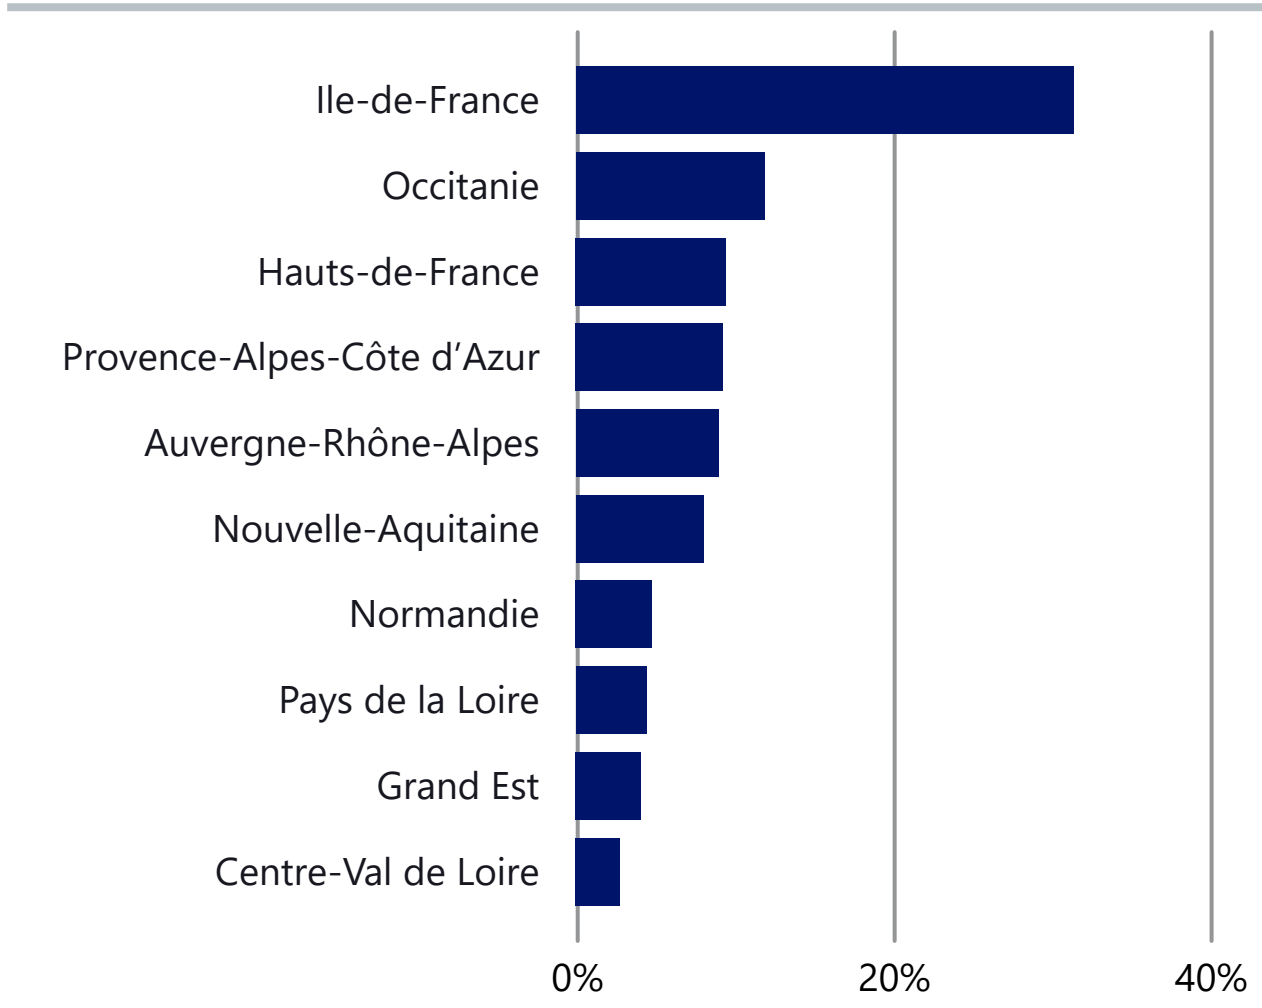 Ile-de-France
Occitanie
Hauts-de-France
Provence-Alpes-Côte d’Azur
Auvergne-Rhône-Alpes
Nouvelle-Aquitaine
Normandie
Pays de la Loire
Grand Est
Centre-Val de Loire
0% 20% 40%